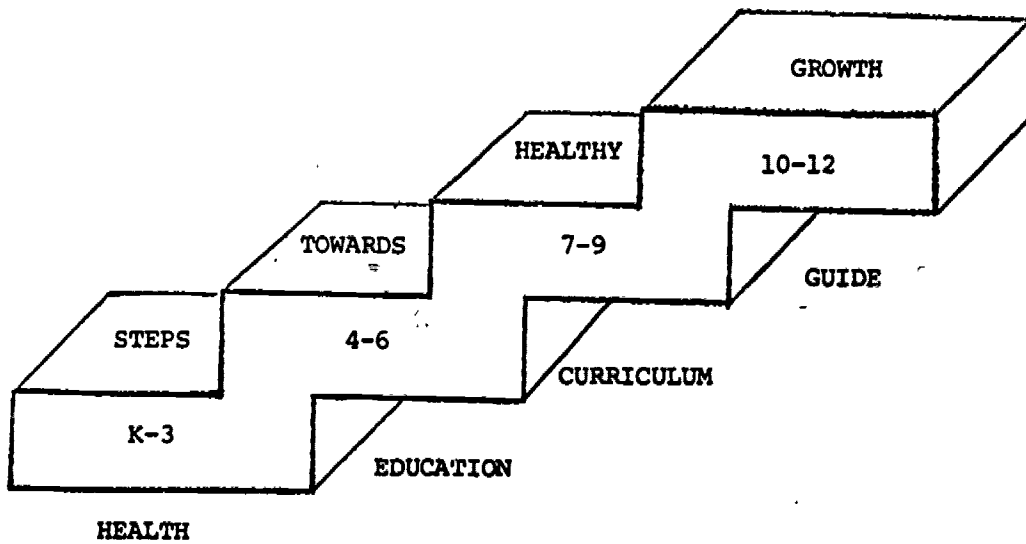 STEPS
TOWARDS
HEALTHY
GROWTH
K-3
4-6
7-9
10-12
HEALTH
EDUCATION
CURRICULUM
GUIDE